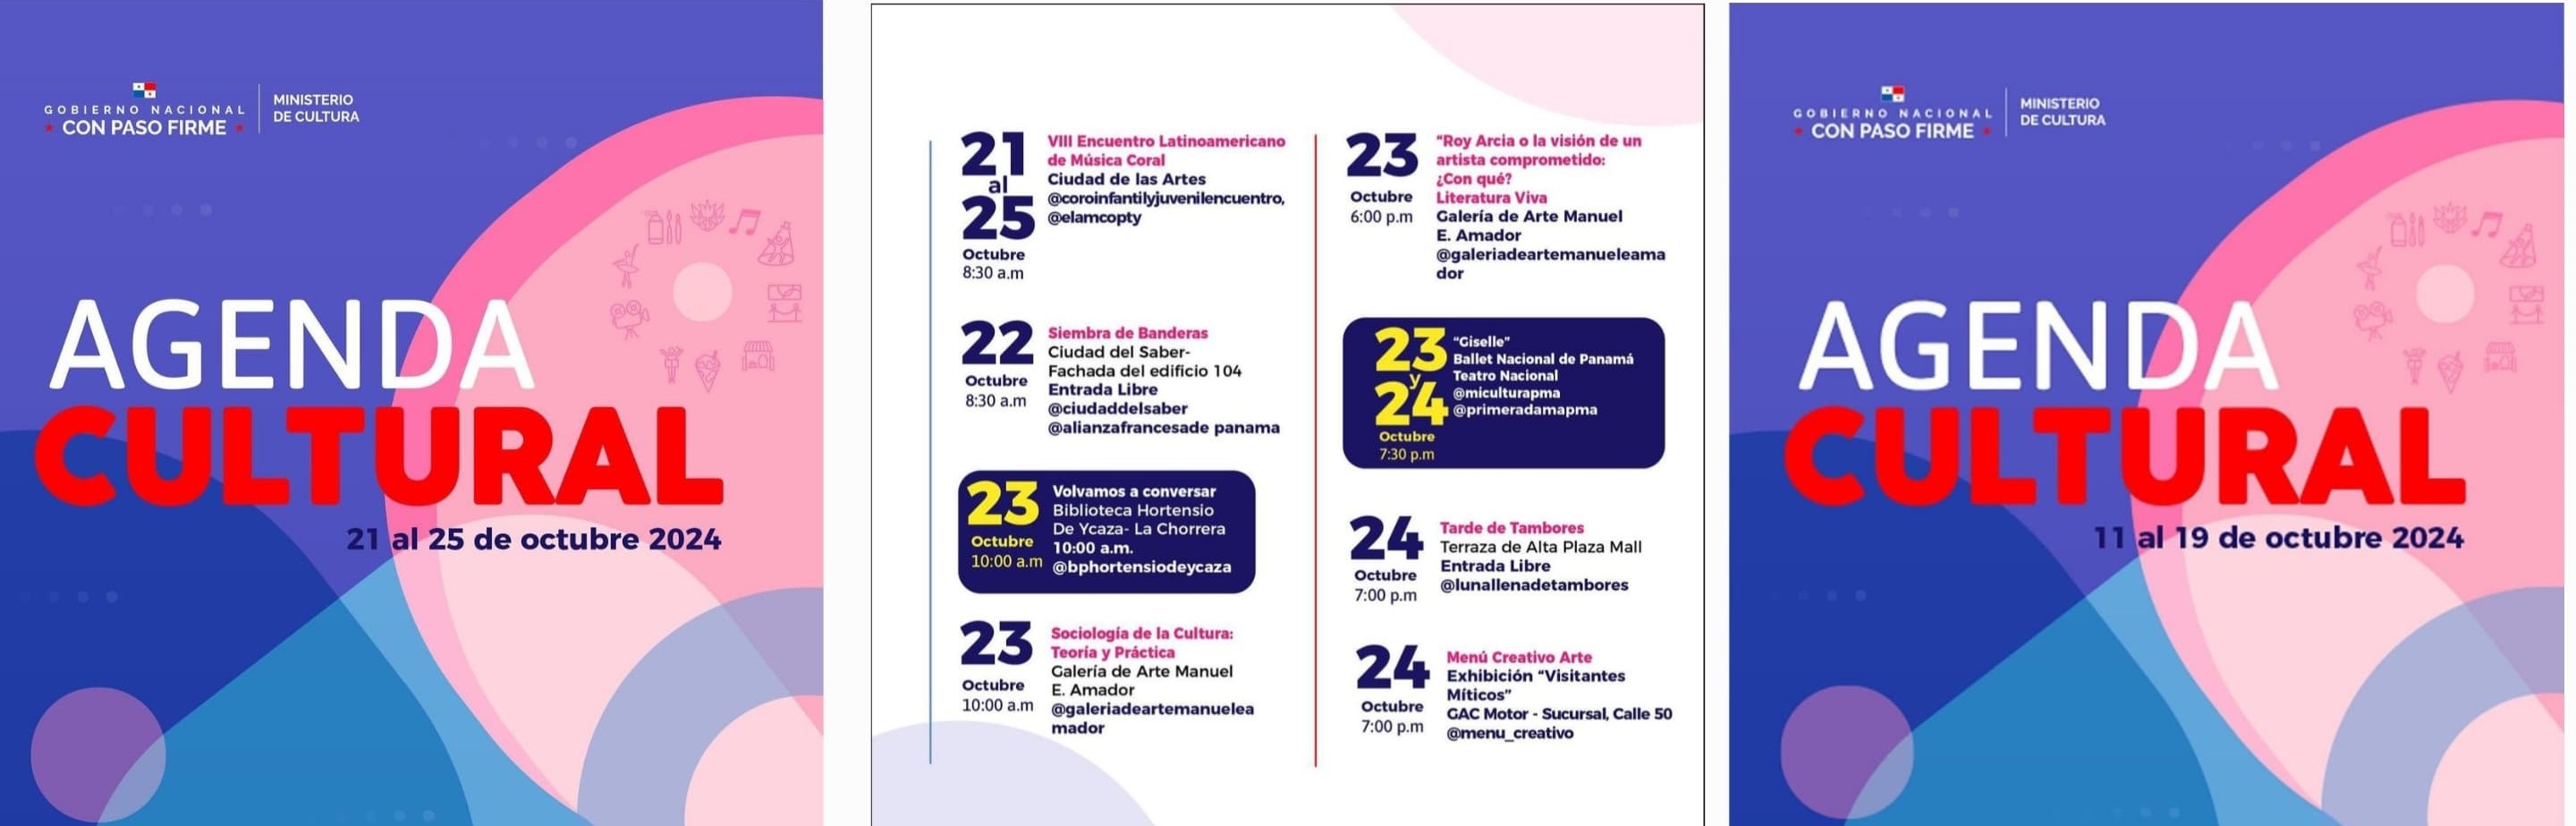 GOBIERNO NACIONAL
CON PASO FIRME
MINISTERIO
DE CULTURA
AGENDA
CULTURAL
21 al 25 de octubre 2024
21
al
25
Octubre
8:30 a.m
VIII Encuentro Latinoamericano
de Música Coral
Ciudad de las Artes
@coroinfantilyjuvenilencuentro,
@elamcopty
22
Octubre
8:30 a.m
Siembra de Banderas
Ciudad del Saber-
Fachada del edificio 104
Entrada Libre
@ciudaddelsaber
@alianzafrancesade panama
23
Octubre
10:00 a.m
Volvamos a conversar
Biblioteca Hortensio
De Ycaza- La Chorrera
10:00 a.m.
@bphortensiodeycaza
23
Octubre
10:00 a.m
Sociología de la Cultura:
Teoría y Práctica
Galería de Arte Manuel
E. Amador
@galeriadeartemanuelea
mador
23
Octubre
6:00 p.m
“Roy Arcia o la visión de un
artista comprometido:
¿Con qué?
Literatura Viva
Galería de Arte Manuel
E. Amador
@galeriadeartemanueleama
dor
23
y
24
Octubre
7:30 p.m
“Giselle”
Ballet Nacional de Panamá
Teatro Nacional
@miculturapma
@primeradamapma
24
Octubre
7:00 p.m
Tarde de Tambores
Terraza de Alta Plaza Mall
Entrada Libre
@lunallenadetambores
24
Octubre
7:00 p.m
Menú Creativo Arte
Exhibición “Visitantes
Míticos”
GAC Motor - Sucursal, Calle 50
@menu_creativo
GOBIERNO NACIONAL
CON PASO FIRME
MINISTERIO
DE CULTURA
AGENDA
CULTURAL
11 al 19 de octubre 2024